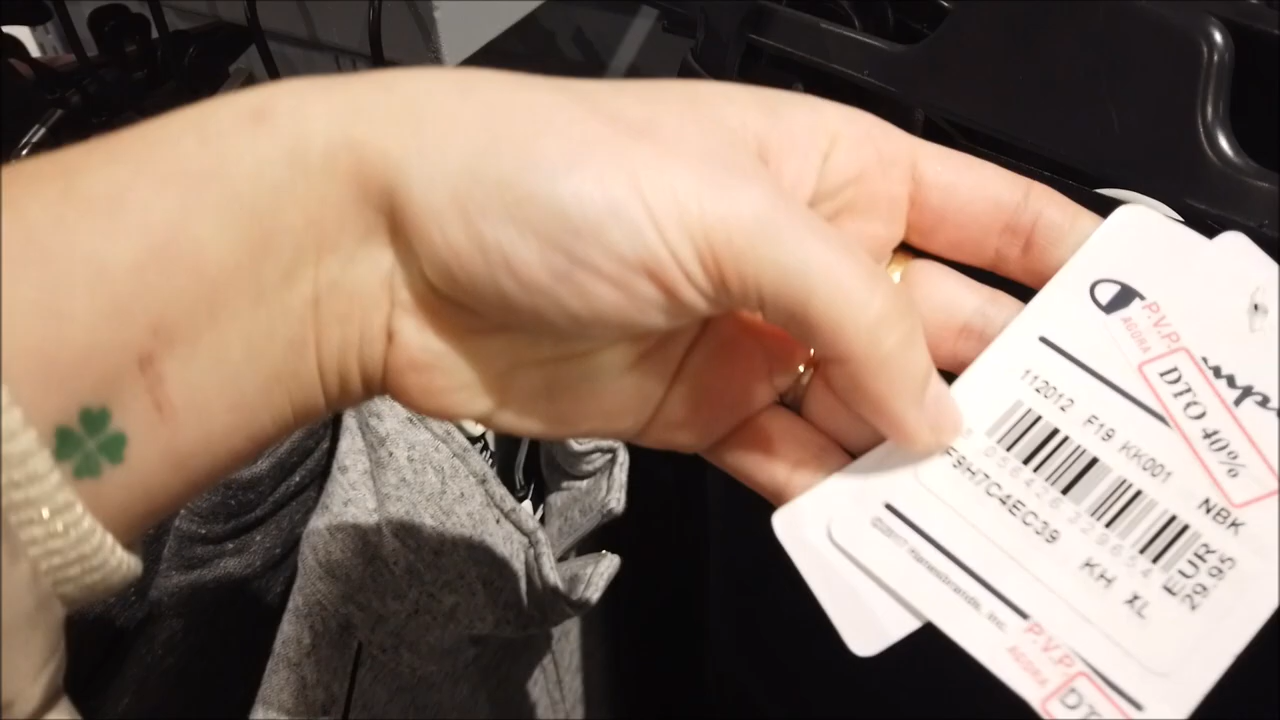 P.V.P.
AGORA
DTO 40%
112012 F19 KK001 NBK
F9H7C4EC39 KH XL
EUR
29.95
P.V.P.
AGORA